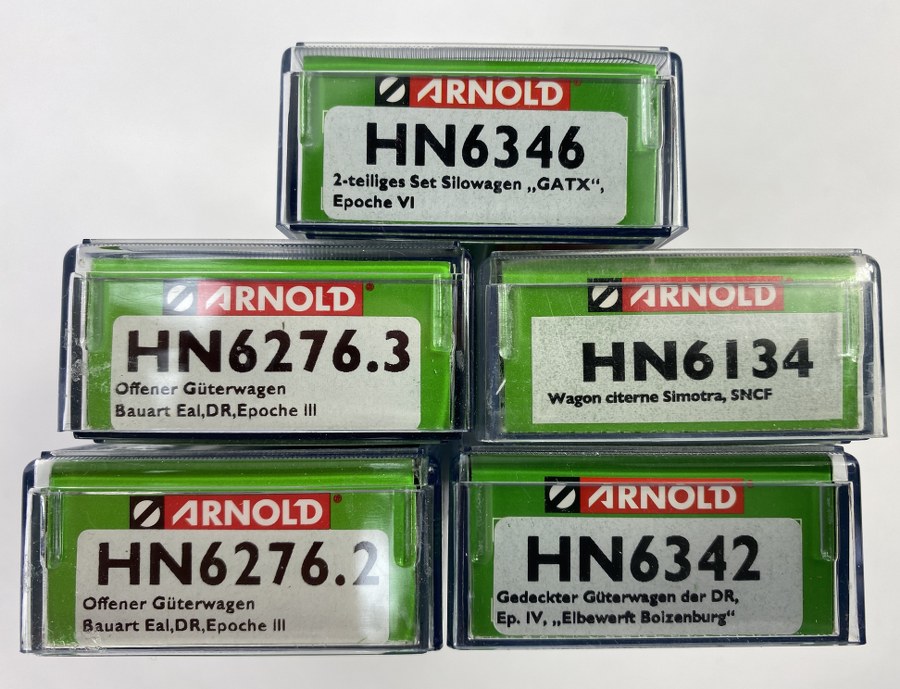 ARNOLD
HN6346
2-teiliges Set Silowagen „GATX“,
Epoche VI
ARNOLD
HN6276.3
Offener Güterwagen
Bauart Eal,DR,Epoche III
ARNOLD
HN6134
Wagon citerne Simotra, SNCF
ARNOLD
HN6276.2
Offener Güterwagen
Bauart Eal,DR,Epoche III
ARNOLD
HN6342
Gedeckter Güterwagen der DR,
Ep. IV, „Elbewerft Boizenburg“